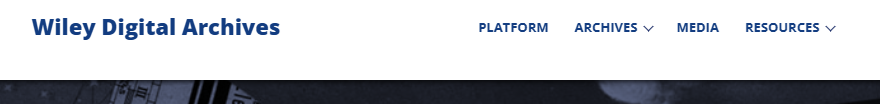 Wiley Digital Archives
PLATFORM ARCHIVES MEDIA RESOURCES